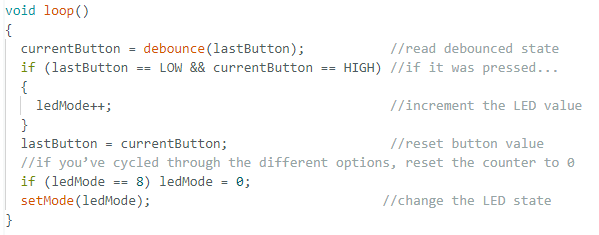 void loop()
{
  currentButton = debounce(lastButton);           //read debounced state
  if (lastButton == LOW && currentButton == HIGH) //if it was pressed...
  {
    ledMode++;                                    //increment the LED value
  }
  lastButton = currentButton;                     //reset button value
  //if you’ve cycled through the different options, reset the counter to 0
  if (ledMode == 8) ledMode = 0;
  setMode(ledMode);                              //change the LED state
}